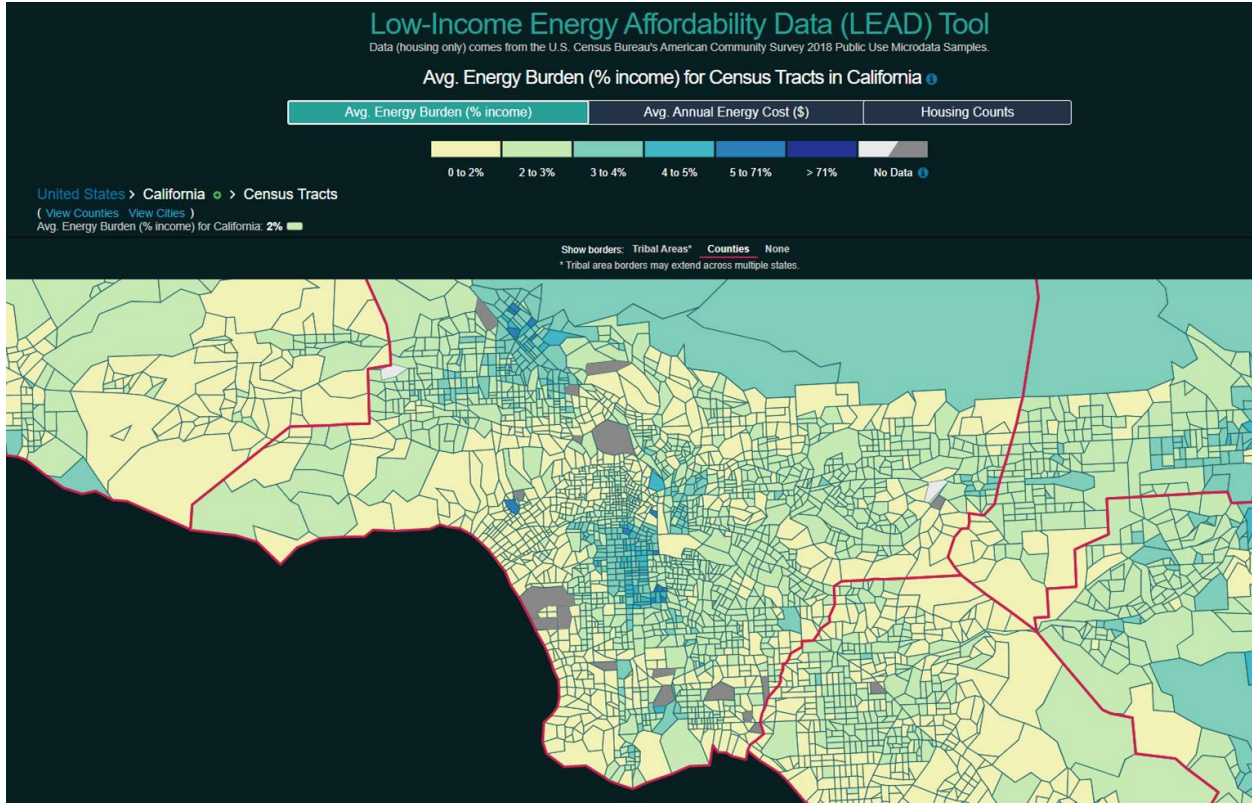 Low-Income Energy Affordability Data (LEAD) Tool
Data (housing only) comes from the U.S. Census Bureau's American Community Survey 2018 Public Use Microdata Samples.
Avg. Energy Burden (% income) for Census Tracts in California
Avg. Energy Burden (% income) Avg. Annual Energy Cost ($) Housing Counts
0 to 2% 2 to 3% 3 to 4% 4 to 5% 5 to 71% > 71% No Data
United States > California > Census Tracts
( View Counties View Cities )
Avg. Energy Burden (% income) for California: 2%
Show borders: Tribal Areas* Counties None
* Tribal area borders may extend across multiple states.